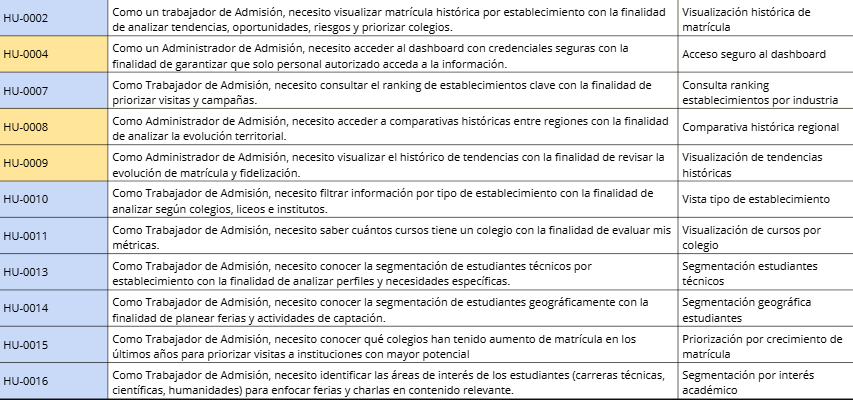 HU-0002
Como un trabajador de Admisión, necesito visualizar matrícula histórica por establecimiento con la finalidad
de analizar tendencias, oportunidades, riesgos y priorizar colegios.
Visualización histórica de
matrícula
HU-0004
Como un Administrador de Admisión, necesito acceder al dashboard con credenciales seguras con la
finalidad de garantizar que solo personal autorizado acceda a la información.
Acceso seguro al dashboard
HU-0007
Como Trabajador de Admisión, necesito consultar el ranking de establecimientos clave con la finalidad de
priorizar visitas y campañas.
Consulta ranking
establecimientos por industria
HU-0008
Como Administrador de Admisión, necesito acceder a comparativas históricas entre regiones con la finalidad
de analizar la evolución territorial.
Comparativa histórica regional
HU-0009
Como Administrador de Admisión, necesito visualizar el histórico de tendencias con la finalidad de revisar la
evolución de matrícula y fidelización.
Visualización de tendencias
históricas
HU-0010
Como Trabajador de Admisión, necesito filtrar información por tipo de establecimiento con la finalidad de
analizar según colegios, liceos e institutos.
Vista tipo de establecimiento
HU-0011
Como Trabajador de Admisión, necesito saber cuántos cursos tiene un colegio con la finalidad de evaluar mis
métricas.
Visualización de cursos por
colegio
HU-0013
Como Trabajador de Admisión, necesito conocer la segmentación de estudiantes técnicos por
establecimiento con la finalidad de analizar perfiles y necesidades específicas.
Segmentación estudiantes
técnicos
HU-0014
Como Trabajador de Admisión, necesito conocer la segmentación de estudiantes geográficamente con la
finalidad de planear ferias y actividades de captación.
Segmentación geográfica
estudiantes
HU-0015
Como Trabajador de Admisión, necesito conocer qué colegios han tenido aumento de matrícula en los
últimos años para priorizar visitas a instituciones con mayor potencial
Priorización por crecimiento de
matrícula
HU-0016
Como Trabajador de Admisión, necesito identificar las áreas de interés de los estudiantes (carreras técnicas,
científicas, humanidades) para enfocar ferias y charlas en contenido relevante.
Segmentación por interés
académico